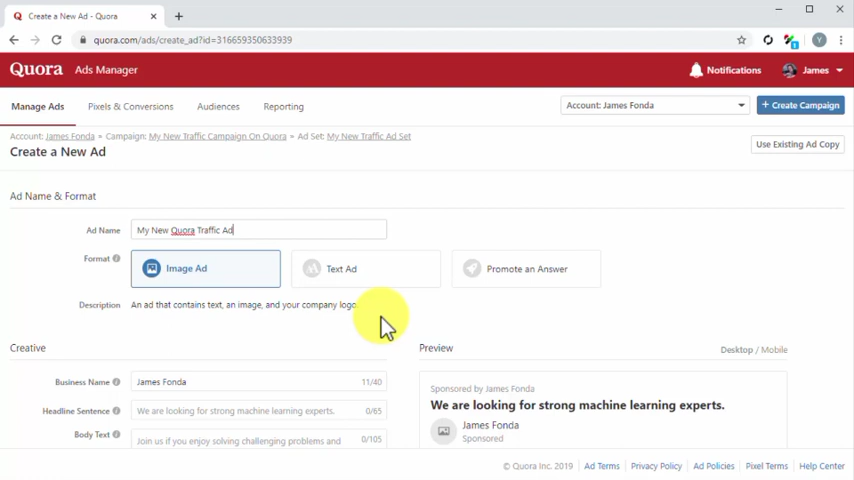 Create a New Ad - Quora
quora.com/ads/create_ad?id=316659350633939
Y
Quora Ads Manager Notifications James
Manage Ads Pixels & Conversions Audiences Reporting Account: James Fonda + Create Campaign
Account: James Fonda > Campaign: My New Traffic Campaign On Quora > Ad Set: My New Traffic Ad Set
Create a New Ad Use Existing Ad Copy
Ad Name & Format
Ad Name My New Quora Traffic Ad
Format Image Ad Text Ad Promote an Answer
Description An ad that contains text, an image, and your company logo.
Creative Preview Desktop / Mobile
Business Name James Fonda 11/40
Sponsored by James Fonda
We are looking for strong machine learning experts.
Headline Sentence We are looking for strong machine learning experts. 0/65
James Fonda
Sponsored
Body Text Join us if you enjoy solving challenging problems and 0/105
© Quora Inc. 2019 Ad Terms Privacy Policy Ad Policies Pixel Terms Help Center